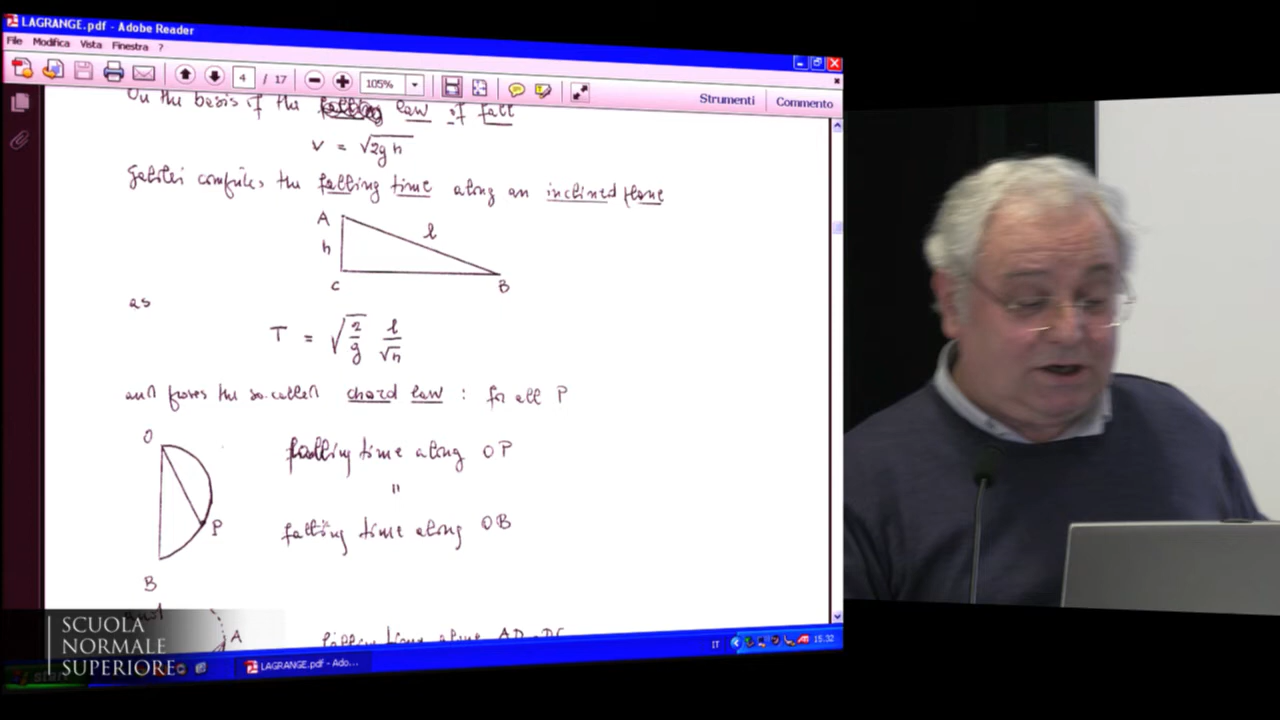 LAGRANGE.pdf - Adobe Reader
File Modifica Vista Finestra ?
4 / 17 105% Strumenti Commento
On the basis of the law of fall
v = √2gh
Galilei computes the falling time along an inclined plane
A
l
h
C
B
as
T = √2/g l/√h
and proves the so-called chord law : for all P
O
falling time along OP
"
P
falling time along OB
B
A
SCUOLA
NORMALE
SUPERIORE
start
LAGRANGE.pdf - Ado...
IT
15:32